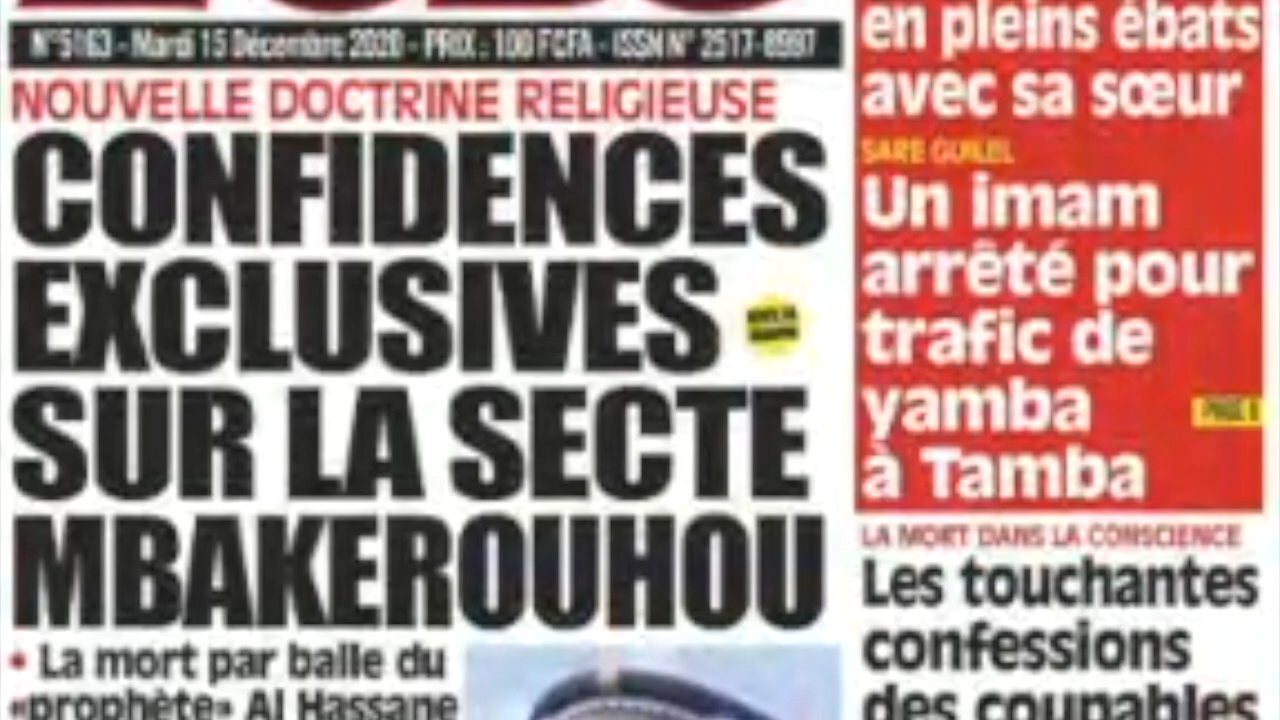 N°5163 - Mardi 15 Décembre 2020 - PRIX : 100 FCFA - ISSN N° 2517-8997
NOUVELLE DOCTRINE RELIGIEUSE
CONFIDENCES
EXCLUSIVES
SUR LA SECTE
MBAKEROUHOU
• La mort par balle du
«prophète» Al Hassane
en pleins ébats
avec sa sœur
SARE GUILEL
Un imam
arrêté pour
trafic de
yamba
à Tamba
LA MORT DANS LA CONSCIENCE
Les touchantes
confessions
des coupables